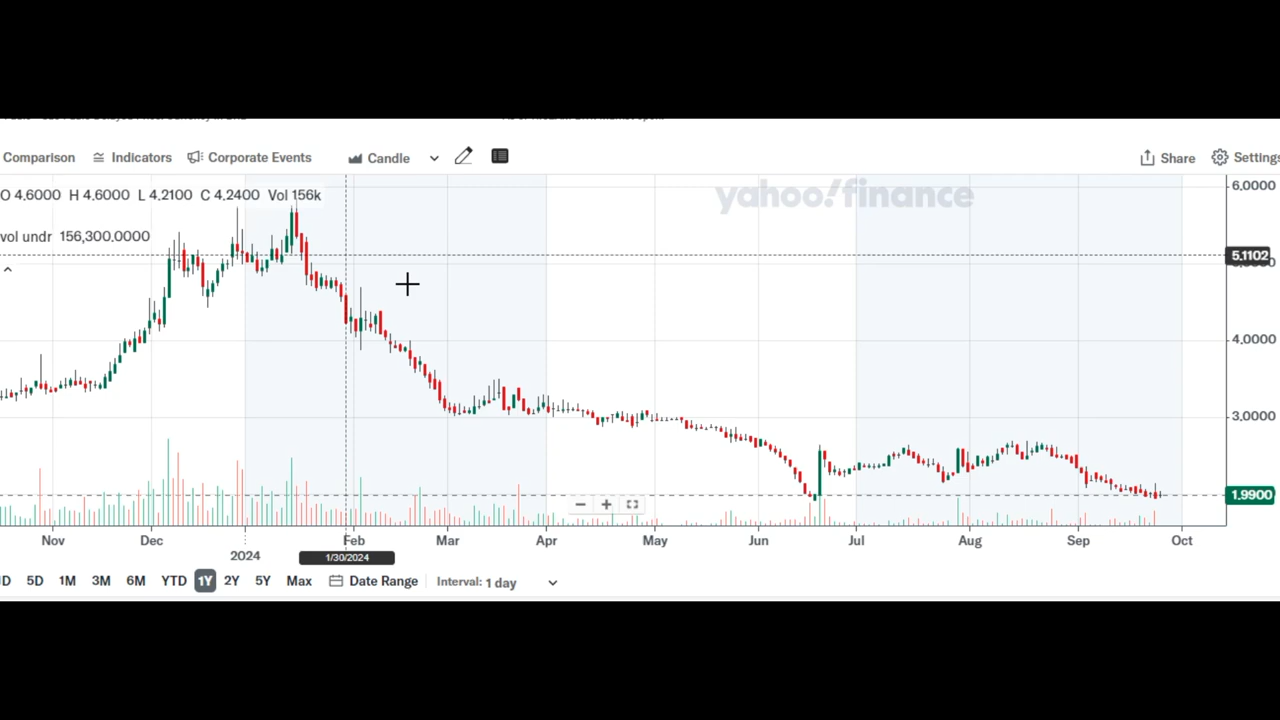 Comparison Indicators Corporate Events Candle Share Settings
O 4.6000 H 4.6000 L 4.2100 C 4.2400 Vol 156k
yahoo!finance
6,0000
vol undr 156,300,0000
5.1102
4,0000
3,0000
1.9900
Nov Dec Feb Mar Apr May Jun Jul Aug Sep Oct
2024
1/30/2024
5D 1M 3M 6M YTD 1Y 2Y 5Y Max Date Range Interval: 1 day